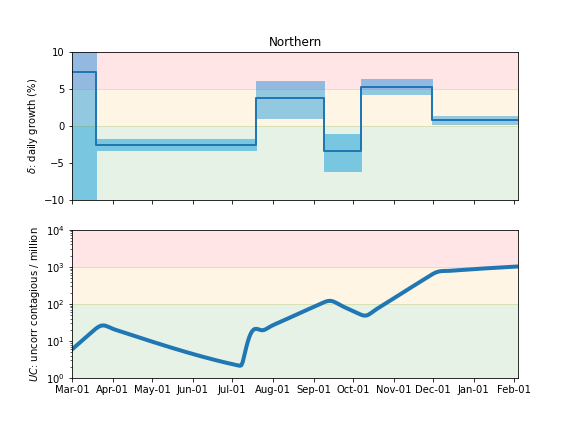 Northern
δ: daily growth (%)
10
5
0
−5
−10
UC: uncorr contagious / million
10⁴
10³
10²
10¹
10⁰
Mar-01 Apr-01 May-01 Jun-01 Jul-01 Aug-01 Sep-01 Oct-01 Nov-01 Dec-01 Jan-01 Feb-01